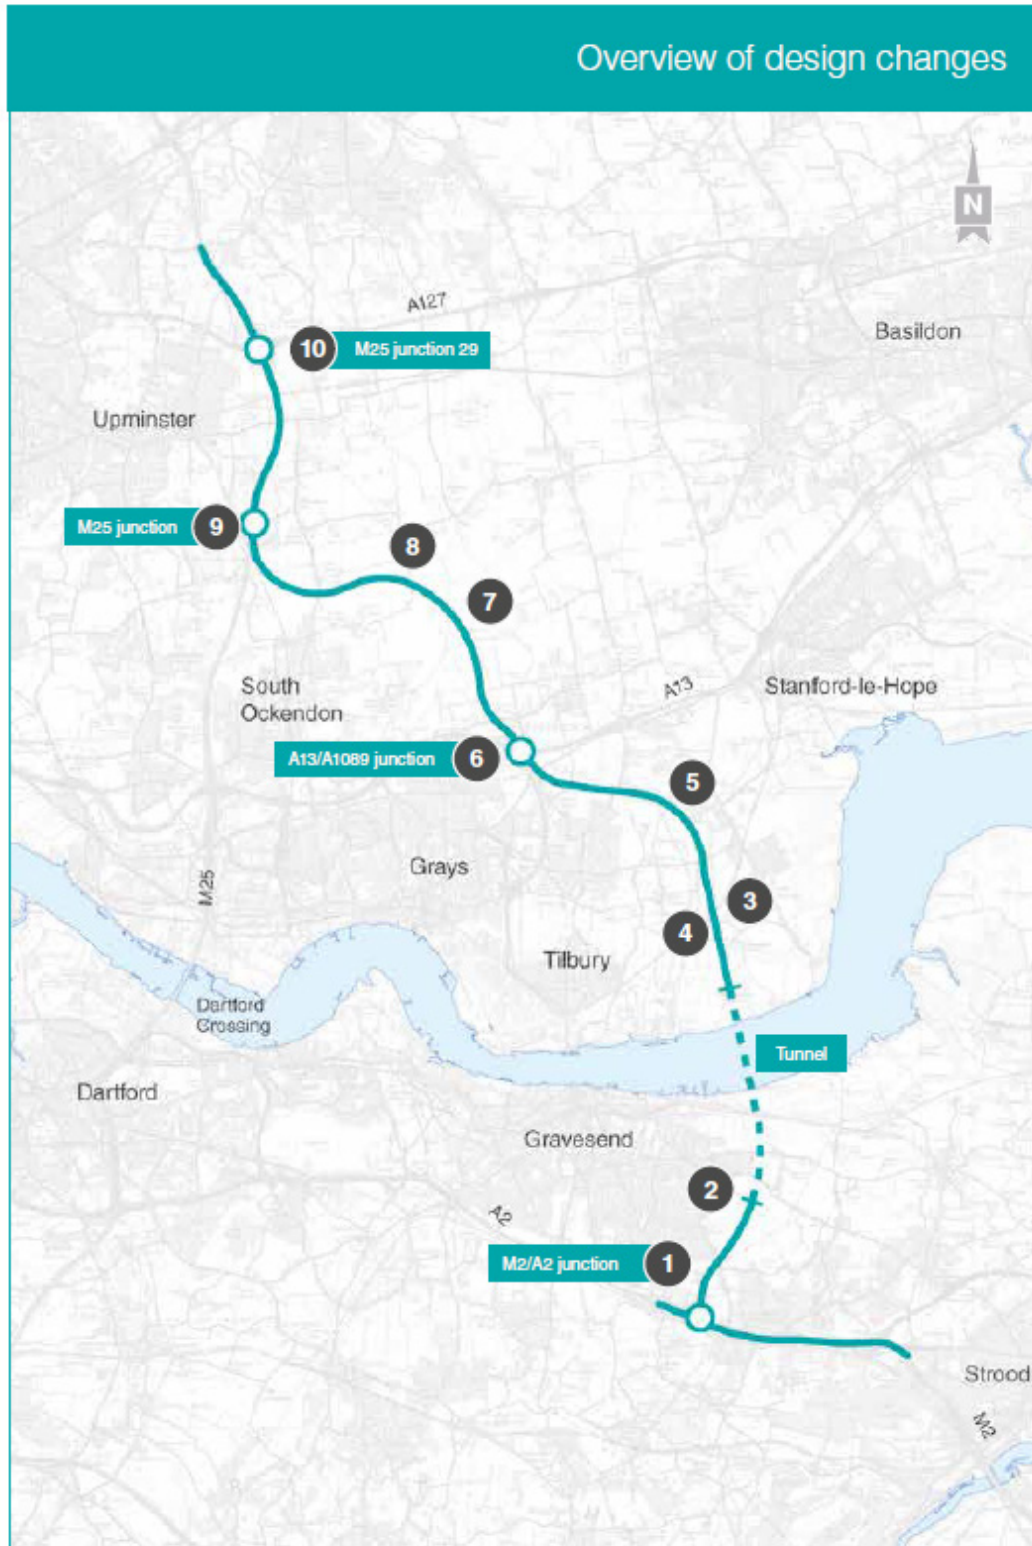 Overview of design changes
N
A127
Basildon
10 M25 junction 29
Upminster
M25 junction 9
8
7
South
Ockendon
A13
Stanford-le-Hope
A13/A1089 junction 6
5
Grays
M25
3
4
Tilbury
Dartford
Crossing
Tunnel
Dartford
Gravesend
2
A2
M2/A2 junction 1
Strood
M2